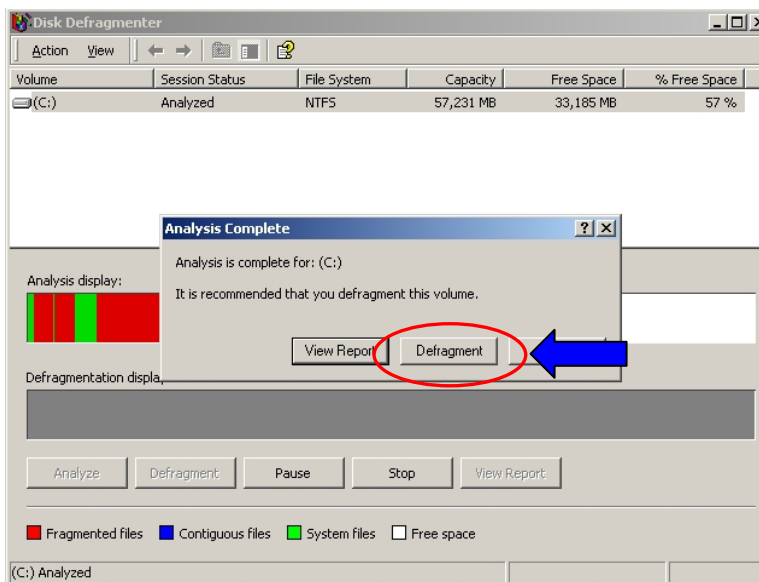 Disk Defragmenter
Action View
Volume Session Status File System Capacity Free Space % Free Space
(C:) Analyzed NTFS 57,231 MB 33,185 MB 57 %
Analysis Complete
Analysis is complete for: (C:)
It is recommended that you defragment this volume.
View Report Defragment
Analysis display:
Defragmentation displa
Analyze Defragment Pause Stop View Report
Fragmented files Contiguous files System files Free space
(C:) Analyzed